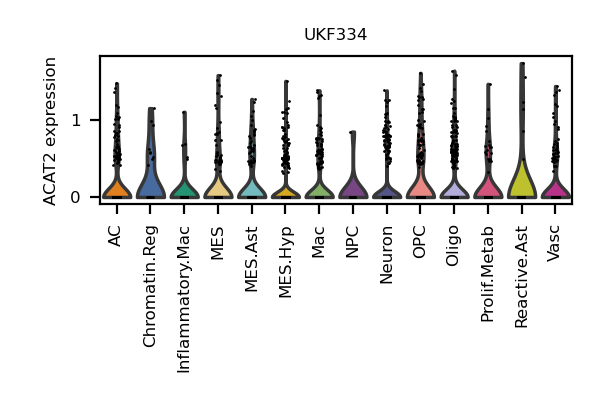 UKF334
ACAT2 expression
1
0
AC
Chromatin.Reg
Inflammatory.Mac
MES
MES.Ast
MES.Hyp
Mac
NPC
Neuron
OPC
Oligo
Prolif.Metab
Reactive.Ast
Vasc